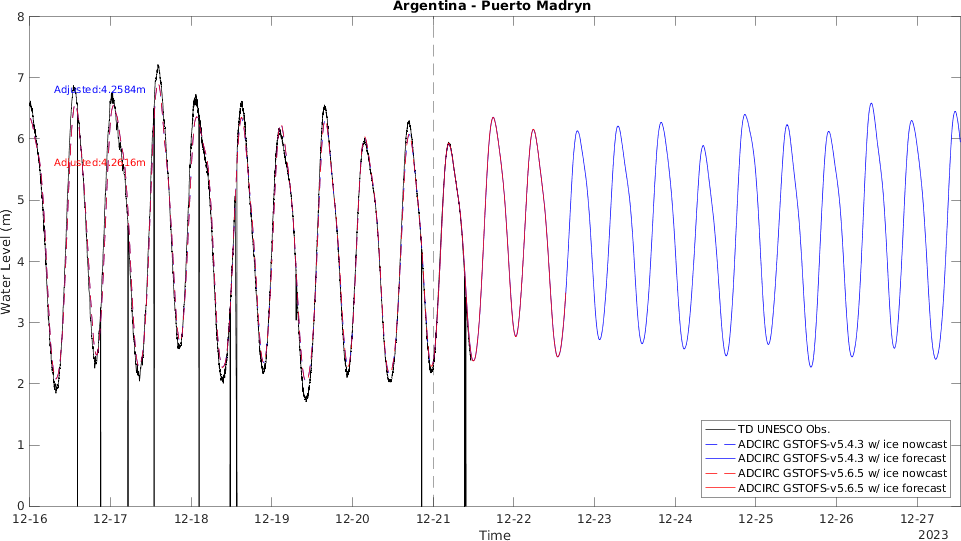 Argentina - Puerto Madryn
8
7
6
5
4
3
2
1
0
Water Level (m)
Adjusted:4.2584m
Adjusted:4.2616m
TD UNESCO Obs.
ADCIRC GSTOFS-v5.4.3 w/ ice nowcast
ADCIRC GSTOFS-v5.4.3 w/ ice forecast
ADCIRC GSTOFS-v5.6.5 w/ ice nowcast
ADCIRC GSTOFS-v5.6.5 w/ ice forecast
12-16 12-17 12-18 12-19 12-20 12-21 12-22 12-23 12-24 12-25 12-26 12-27
Time
2023